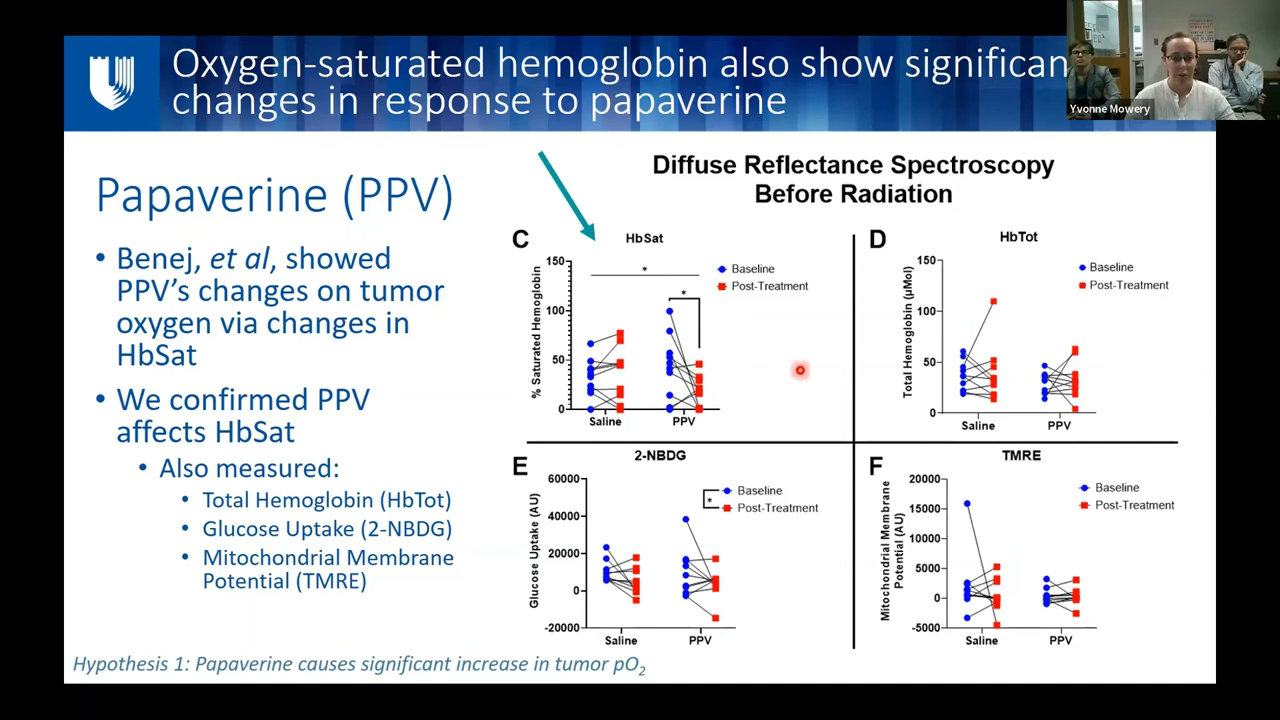 Oxygen-saturated hemoglobin also show significan
changes in response to papaverine
Yvonne Mowery
Papaverine (PPV)
• Benej, et al, showed
PPV's changes on tumor
oxygen via changes in
HbSat
• We confirmed PPV
affects HbSat
• Also measured:
• Total Hemoglobin (HbTot)
• Glucose Uptake (2-NBDG)
• Mitochondrial Membrane
Potential (TMRE)
Diffuse Reflectance Spectroscopy
Before Radiation
C
HbSat
% Saturated Hemoglobin
150
100
50
0
*
*
Baseline
Post-Treatment
Saline
PPV
D
HbTot
Total Hemoglobin (µMol)
150
100
50
0
Baseline
Post-Treatment
Saline
PPV
E
2-NBDG
Glucose Uptake (AU)
60000
40000
20000
0
-20000
*
Baseline
Post-Treatment
Saline
PPV
F
TMRE
Mitochondrial Membrane
Potential (AU)
20000
15000
10000
5000
0
-5000
Baseline
Post-Treatment
Saline
PPV
Hypothesis 1: Papaverine causes significant increase in tumor pO₂